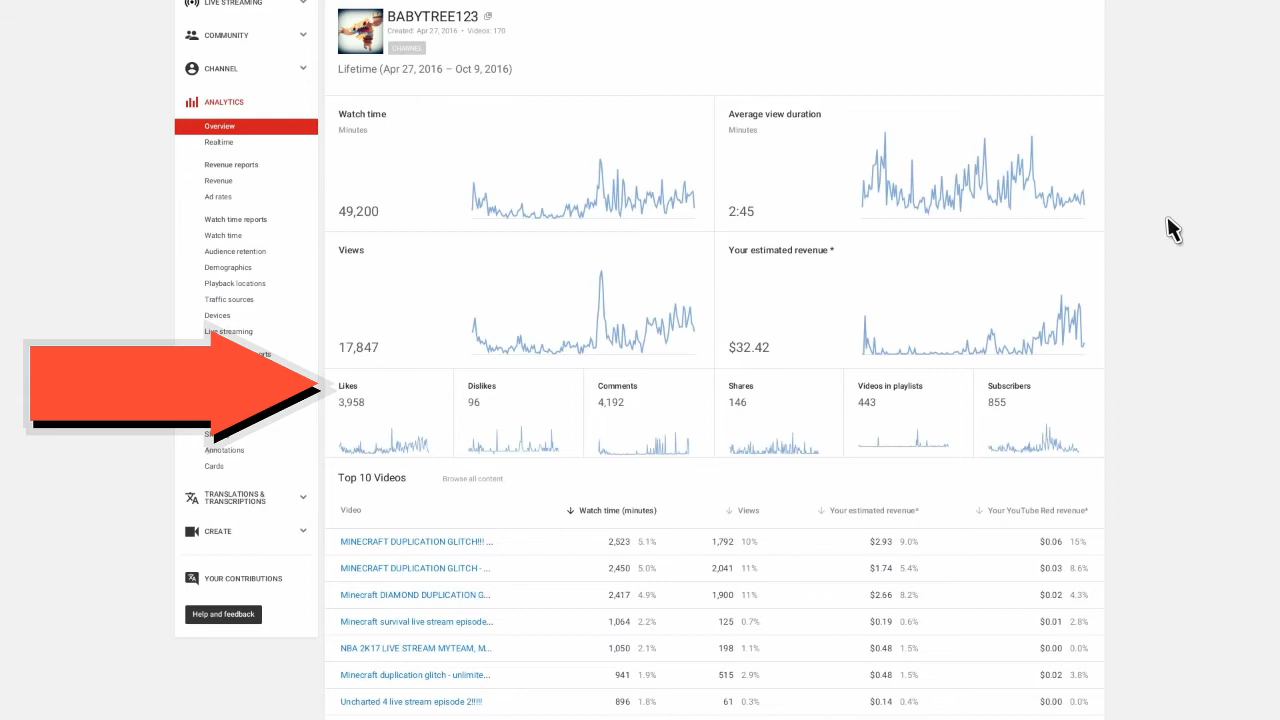 LIVE STREAMING
COMMUNITY
CHANNEL
ANALYTICS
Overview
Realtime
Revenue reports
Revenue
Ad rates
Watch time reports
Watch time
Audience retention
Demographics
Playback locations
Traffic sources
Devices
Live streaming
Annotations
Cards
TRANSLATIONS &
TRANSCRIPTIONS
CREATE
YOUR CONTRIBUTIONS
Help and feedback
BABYTREE123
Created: Apr 27, 2016 • Videos: 170
CHANNEL
Lifetime (Apr 27, 2016 – Oct 9, 2016)
Watch time
Minutes
49,200
Average view duration
Minutes
2:45
Views
17,847
Your estimated revenue *
$32.42
Likes Dislikes Comments Shares Videos in playlists Subscribers
3,958 96 4,192 146 443 855
Top 10 Videos Browse all content
Video Watch time (minutes) Views Your estimated revenue* Your YouTube Red revenue*
MINECRAFT DUPLICATION GLITCH!!! ... 2,523 5.1% 1,792 10% $2.93 9.0% $0.06 15%
MINECRAFT DUPLICATION GLITCH - ... 2,450 5.0% 2,041 11% $1.74 5.4% $0.03 8.6%
Minecraft DIAMOND DUPLICATION G... 2,417 4.9% 1,900 11% $2.66 8.2% $0.02 4.3%
Minecraft survival live stream episode... 1,064 2.2% 125 0.7% $0.19 0.6% $0.01 2.8%
NBA 2K17 LIVE STREAM MYTEAM, M... 1,050 2.1% 198 1.1% $0.48 1.5% $0.00 0.0%
Minecraft duplication glitch - unlimite... 941 1.9% 515 2.9% $0.48 1.5% $0.02 3.8%
Uncharted 4 live stream episode 2!!!!! 896 1.8% 61 0.3% $0.14 0.4% $0.00 0.0%